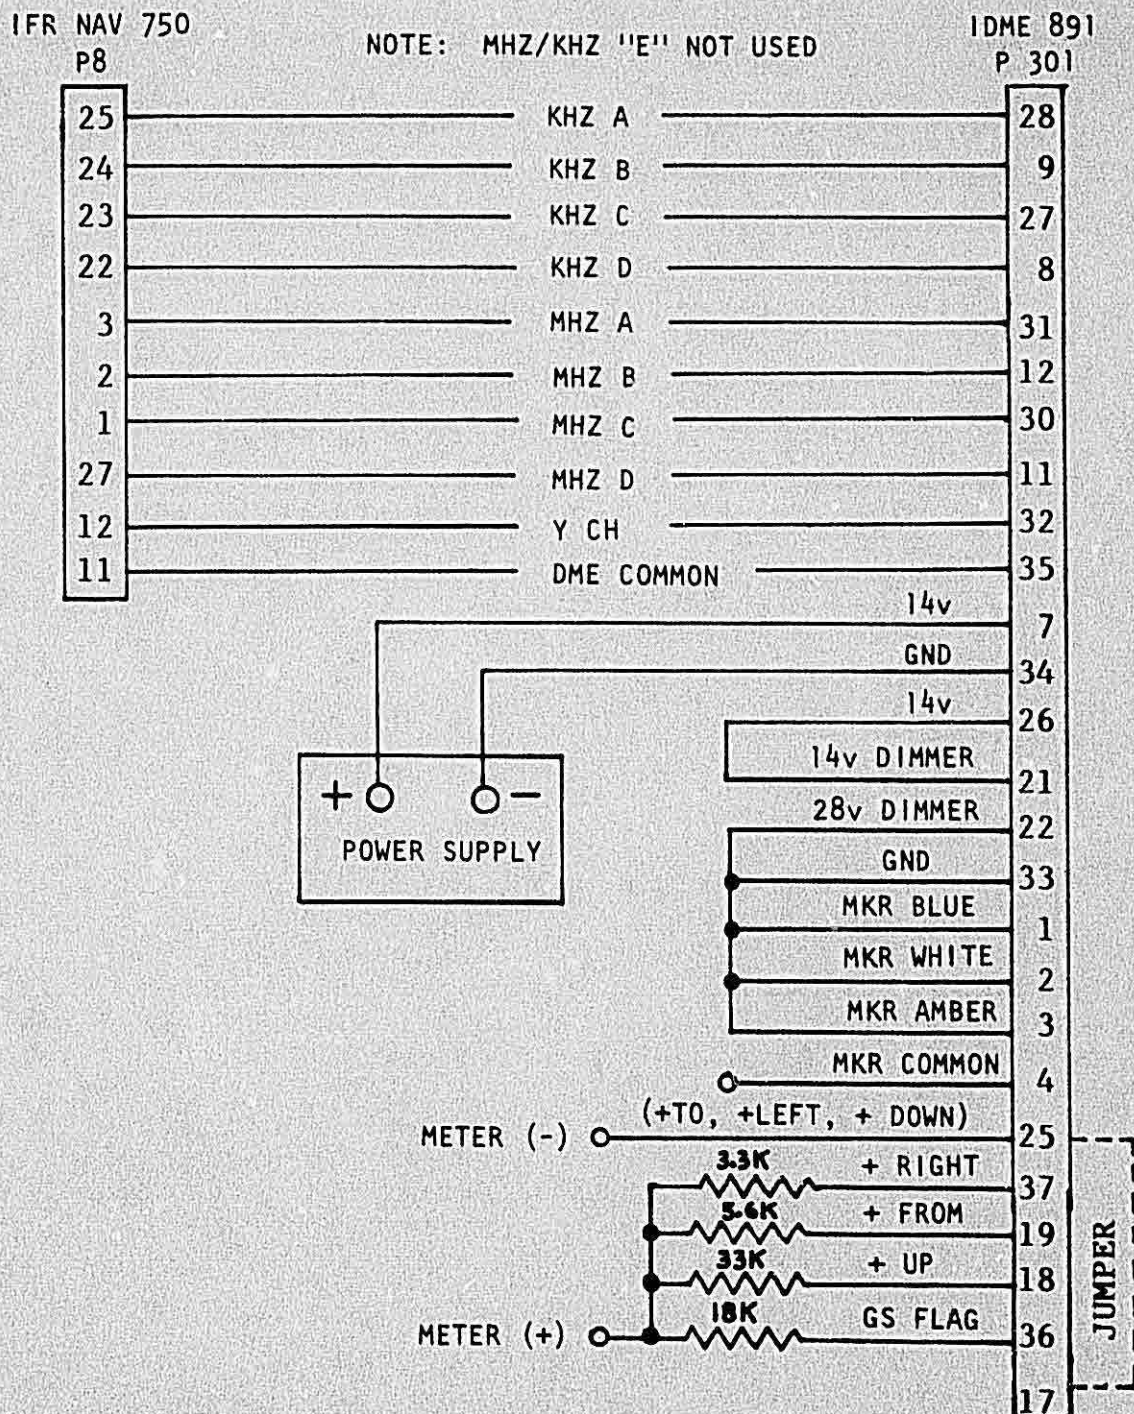 IFR NAV 750
IDME 891
NOTE: MHZ/KHZ "E" NOT USED
P8
P 301
25 KHZ A 28
24 KHZ B 9
23 KHZ C 27
22 KHZ D 8
3 MHZ A 31
2 MHZ B 12
1 MHZ C 30
27 MHZ D 11
12 Y CH 32
11 DME COMMON 35
14v
7
GND
34
14v
26
14v DIMMER
21
28v DIMMER
22
GND
33
MKR BLUE
1
MKR WHITE
2
MKR AMBER
3
MKR COMMON
4
+ -
POWER SUPPLY
(+TO, +LEFT, + DOWN)
METER (-) 25
3.3K + RIGHT
37
5.6K + FROM
19
33K + UP
18
18K GS FLAG
METER (+) 36
17
JUMPER